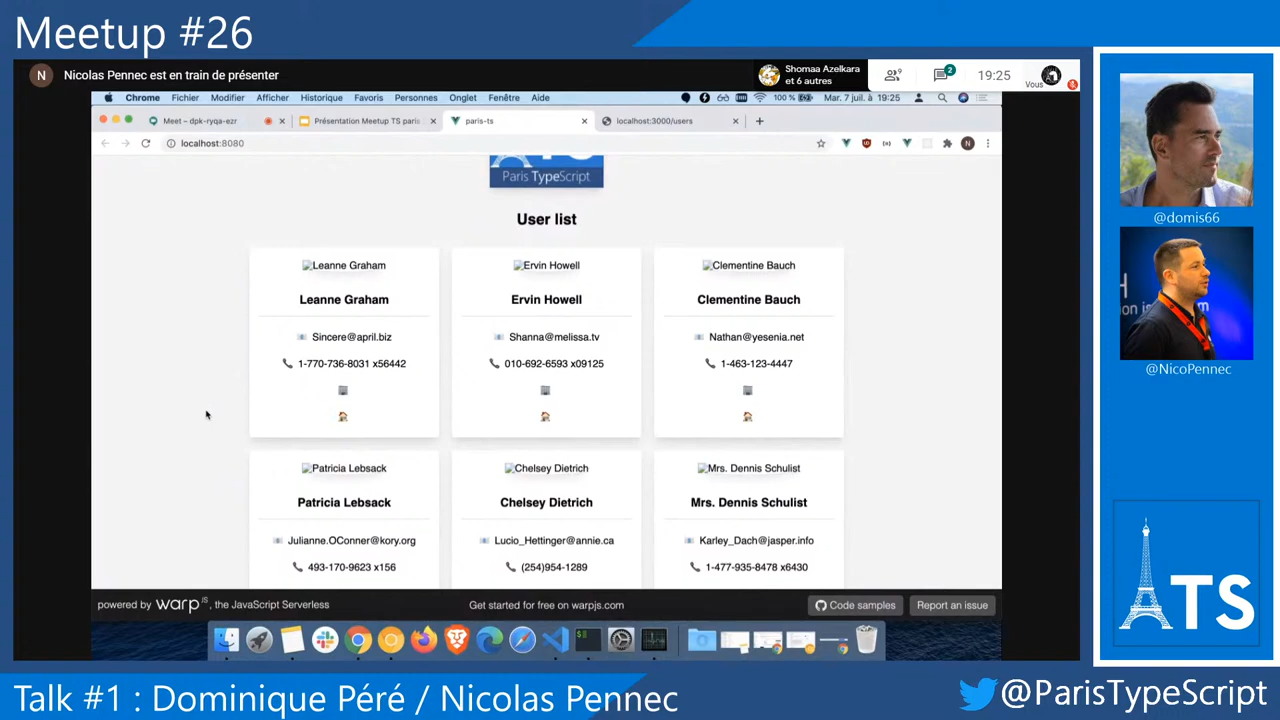 Meetup #26
N Nicolas Pennec est en train de présenter
Shomaa Azelkara
et 6 autres
9
2
19:25
Vous
Chrome Fichier Modifier Afficher Historique Favoris Personnes Onglet Fenêtre Aide
100 % Mar. 7 juil. à 19:25
Meet – dpk-ryqa-ezr
Présentation Meetup TS paris
paris-ts
localhost:3000/users
localhost:8080
N
Paris TypeScript
User list
Leanne Graham
Leanne Graham
Sincere@april.biz
1-770-736-8031 x56442
Ervin Howell
Ervin Howell
Shanna@melissa.tv
010-692-6593 x09125
Clementine Bauch
Clementine Bauch
Nathan@yesenia.net
1-463-123-4447
Patricia Lebsack
Patricia Lebsack
Julianne.OConner@kory.org
493-170-9623 x156
Chelsey Dietrich
Chelsey Dietrich
Lucio_Hettinger@annie.ca
(254)954-1289
Mrs. Dennis Schulist
Mrs. Dennis Schulist
Karley_Dach@jasper.info
1-477-935-8478 x6430
powered by warp JS, the JavaScript Serverless
Get started for free on warpjs.com
Code samples
Report an issue
@domis66
@NicoPennec
TS
Talk #1 : Dominique Péré / Nicolas Pennec
@ParisTypeScript